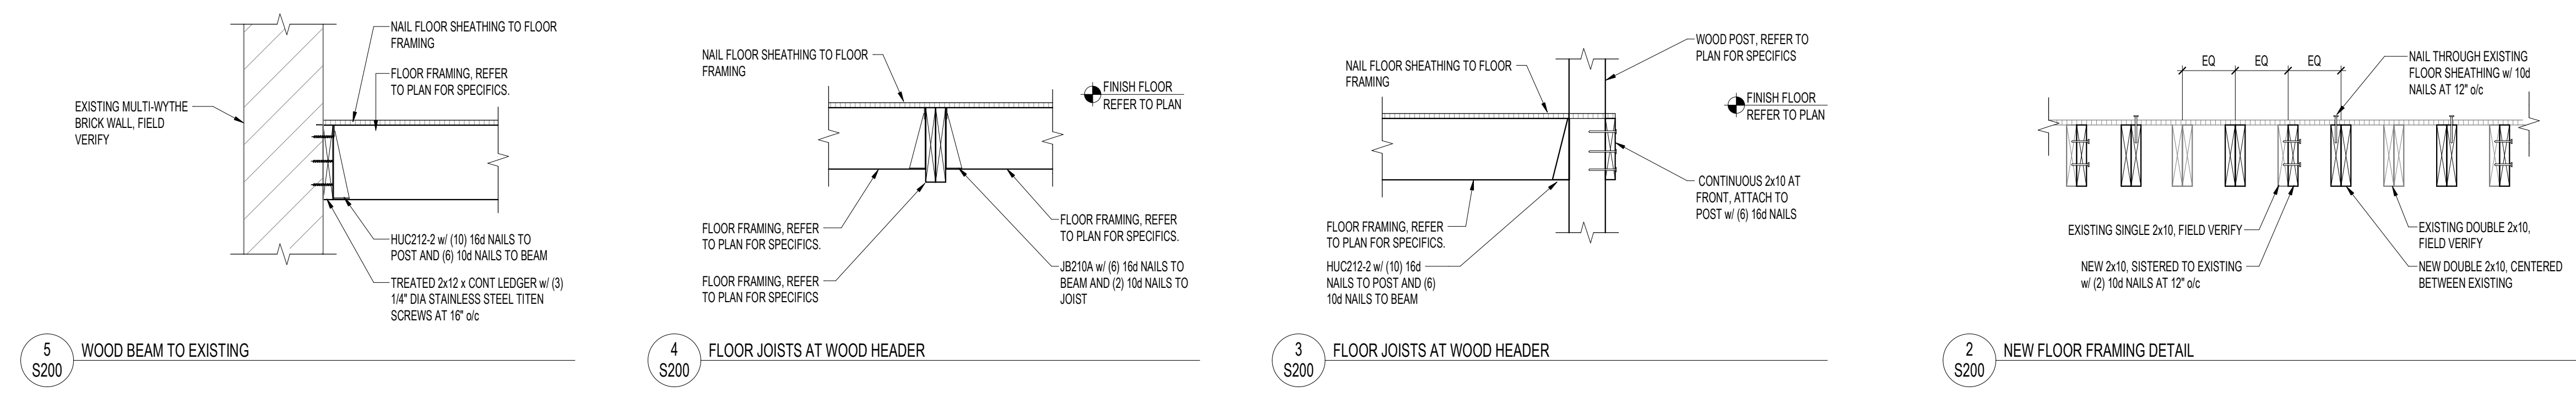 NAIL FLOOR SHEATHING TO FLOOR
FRAMING
FLOOR FRAMING, REFER
TO PLAN FOR SPECIFICS.
EXISTING MULTI-WYTHE
BRICK WALL, FIELD
VERIFY
HUC212-2 w/ (10) 16d NAILS TO
POST AND (6) 10d NAILS TO BEAM
TREATED 2x12 x CONT LEDGER w/ (3)
1/4" DIA STAINLESS STEEL TITEN
SCREWS AT 16" o/c
5
S200
WOOD BEAM TO EXISTING
NAIL FLOOR SHEATHING TO FLOOR
FRAMING
FINISH FLOOR
REFER TO PLAN
FLOOR FRAMING, REFER
TO PLAN FOR SPECIFICS.
FLOOR FRAMING, REFER
TO PLAN FOR SPECIFICS
FLOOR FRAMING, REFER
TO PLAN FOR SPECIFICS.
JB210A w/ (6) 16d NAILS TO
BEAM AND (2) 10d NAILS TO
JOIST
4
S200
FLOOR JOISTS AT WOOD HEADER
WOOD POST, REFER TO
PLAN FOR SPECIFICS
NAIL FLOOR SHEATHING TO FLOOR
FRAMING
FINISH FLOOR
REFER TO PLAN
CONTINUOUS 2x10 AT
FRONT, ATTACH TO
POST w/ (6) 16d NAILS
FLOOR FRAMING, REFER
TO PLAN FOR SPECIFICS.
HUC212-2 w/ (10) 16d
NAILS TO POST AND (6)
10d NAILS TO BEAM
3
S200
FLOOR JOISTS AT WOOD HEADER
EQ
EQ
EQ
NAIL THROUGH EXISTING
FLOOR SHEATHING w/ 10d
NAILS AT 12" o/c
EXISTING SINGLE 2x10, FIELD VERIFY
NEW 2x10, SISTERED TO EXISTING
w/ (2) 10d NAILS AT 12" o/c
EXISTING DOUBLE 2x10,
FIELD VERIFY
NEW DOUBLE 2x10, CENTERED
BETWEEN EXISTING
2
S200
NEW FLOOR FRAMING DETAIL